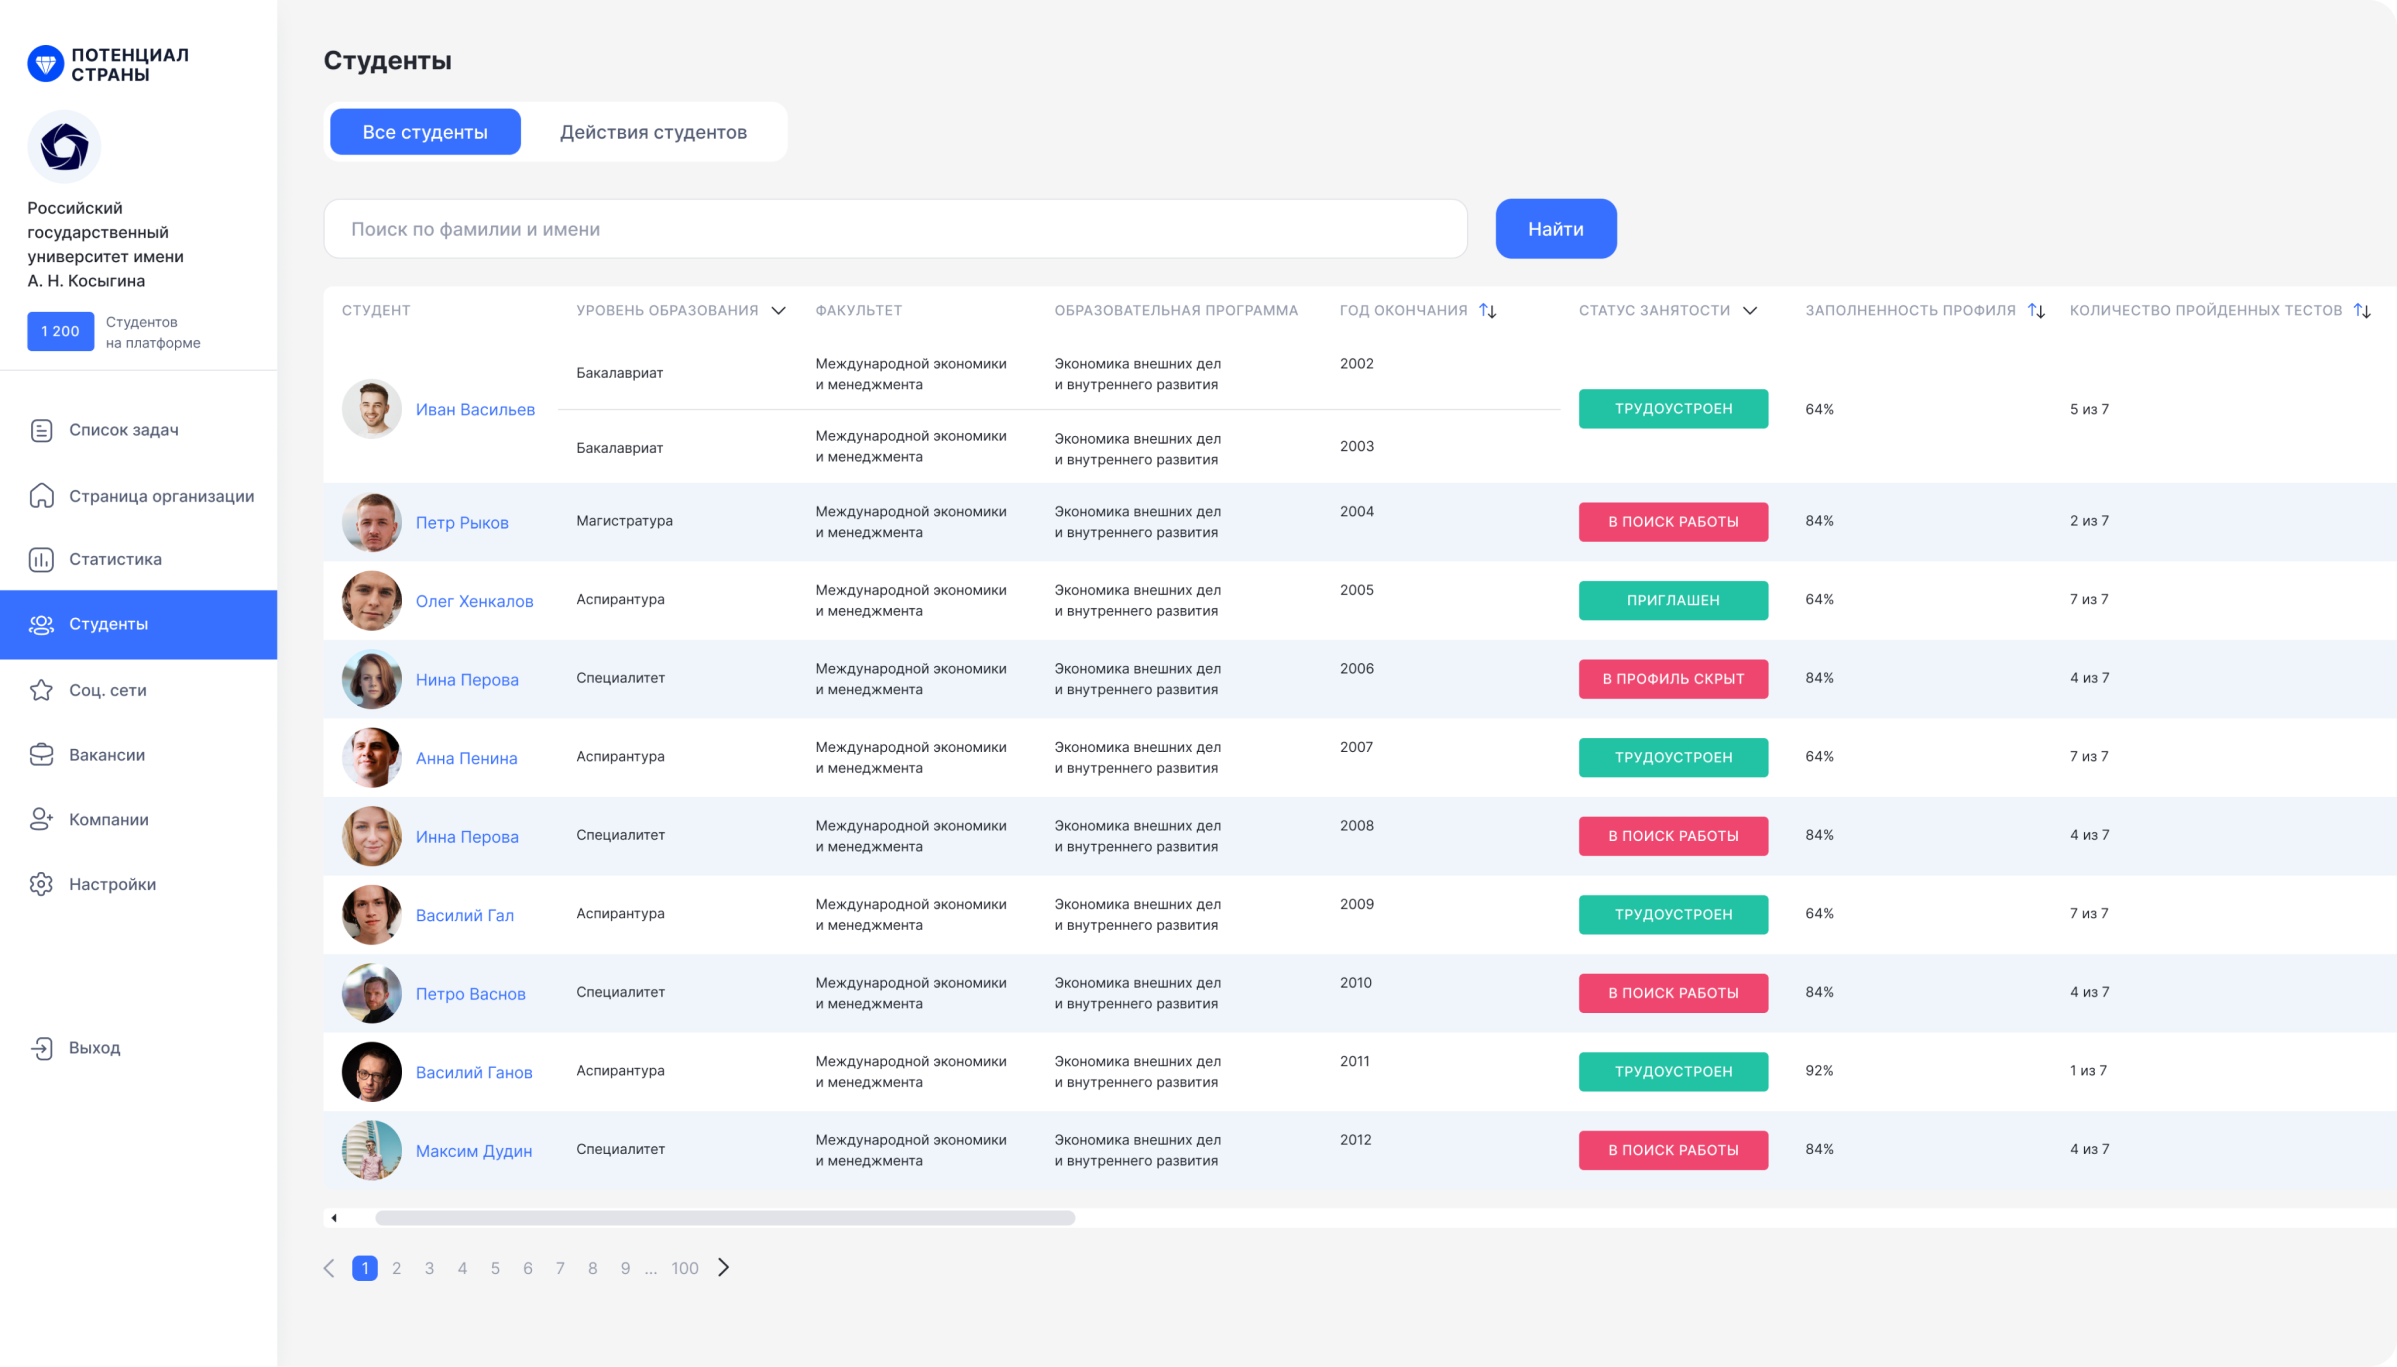 ПОТЕНЦИАЛ
СТРАНЫ
Российский
государственный
университет имени
А. Н. Косыгина
1 200
Студентов
на платформе
Список задач
Страница организации
Статистика
Студенты
Соц. сети
Вакансии
Компании
Настройки
Выход
Студенты
Все студенты
Действия студентов
Поиск по фамилии и имени
Найти
СТУДЕНТ УРОВЕНЬ ОБРАЗОВАНИЯ ФАКУЛЬТЕТ ОБРАЗОВАТЕЛЬНАЯ ПРОГРАММА ГОД ОКОНЧАНИЯ СТАТУС ЗАНЯТОСТИ ЗАПОЛНЕННОСТЬ ПРОФИЛЯ КОЛИЧЕСТВО ПРОЙДЕННЫХ ТЕСТОВ
Иван Васильев
Бакалавриат
Международной экономики
и менеджмента
Экономика внешних дел
и внутреннего развития
2002
Бакалавриат
Международной экономики
и менеджмента
Экономика внешних дел
и внутреннего развития
2003
ТРУДОУСТРОЕН
64%
5 из 7
Петр Рыков
Магистратура
Международной экономики
и менеджмента
Экономика внешних дел
и внутреннего развития
2004
В ПОИСК РАБОТЫ
84%
2 из 7
Олег Хенкалов
Аспирантура
Международной экономики
и менеджмента
Экономика внешних дел
и внутреннего развития
2005
ПРИГЛАШЕН
64%
7 из 7
Нина Перова
Специалитет
Международной экономики
и менеджмента
Экономика внешних дел
и внутреннего развития
2006
В ПРОФИЛЬ СКРЫТ
84%
4 из 7
Анна Пенина
Аспирантура
Международной экономики
и менеджмента
Экономика внешних дел
и внутреннего развития
2007
ТРУДОУСТРОЕН
64%
7 из 7
Инна Перова
Специалитет
Международной экономики
и менеджмента
Экономика внешних дел
и внутреннего развития
2008
В ПОИСК РАБОТЫ
84%
4 из 7
Василий Гал
Аспирантура
Международной экономики
и менеджмента
Экономика внешних дел
и внутреннего развития
2009
ТРУДОУСТРОЕН
64%
7 из 7
Петро Васнов
Специалитет
Международной экономики
и менеджмента
Экономика внешних дел
и внутреннего развития
2010
В ПОИСК РАБОТЫ
84%
4 из 7
Василий Ганов
Аспирантура
Международной экономики
и менеджмента
Экономика внешних дел
и внутреннего развития
2011
ТРУДОУСТРОЕН
92%
1 из 7
Максим Дудин
Специалитет
Международной экономики
и менеджмента
Экономика внешних дел
и внутреннего развития
2012
В ПОИСК РАБОТЫ
84%
4 из 7
1 2 3 4 5 6 7 8 9 ... 100